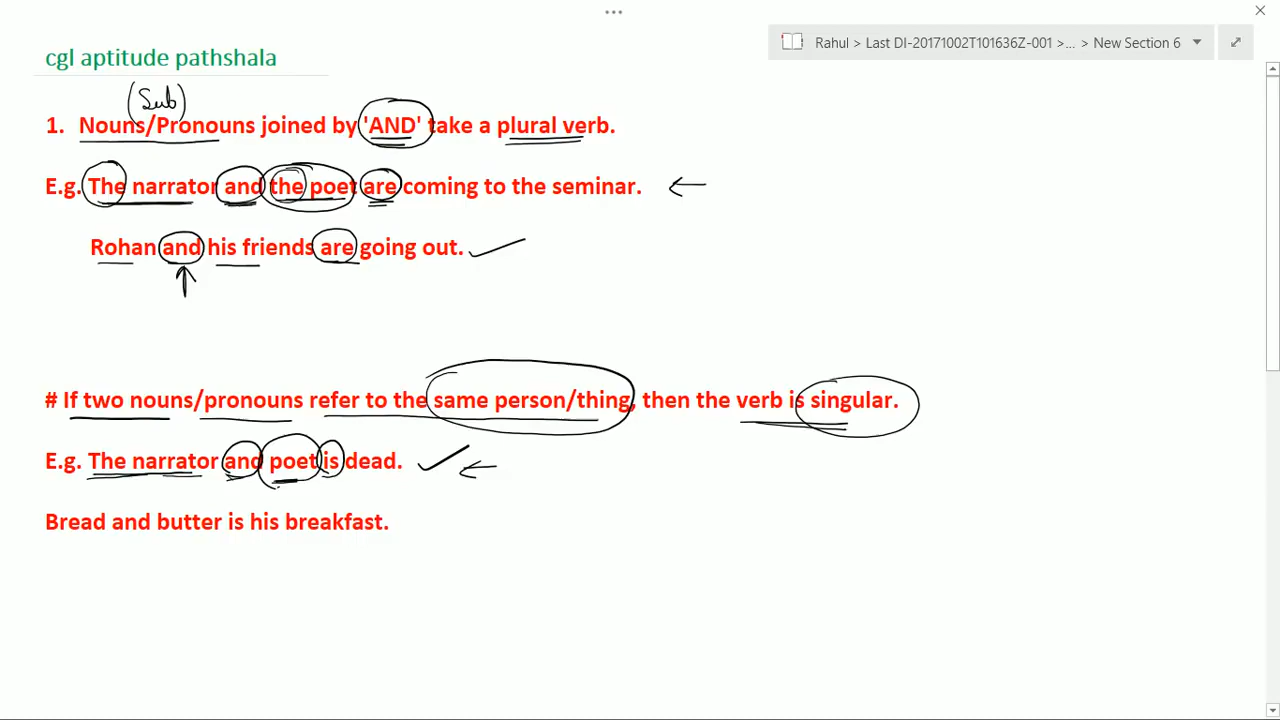 Rahul > Last DI-20171002T101636Z-001 >... > New Section 6
cgl aptitude pathshala
(Sub)
1. Nouns/Pronouns joined by 'AND' take a plural verb.
E.g. The narrator and the poet are coming to the seminar.
Rohan and his friends are going out.
# If two nouns/pronouns refer to the same person/thing, then the verb is singular.
E.g. The narrator and poet is dead.
Bread and butter is his breakfast.